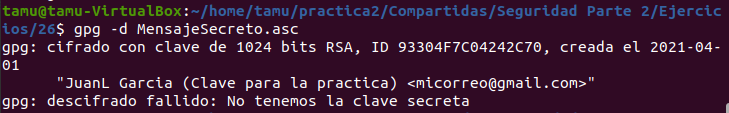 tamu@tamu-VirtualBox:~/home/tamu/practica2/Compartidas/Seguridad Parte 2/Ejercic
ios/26$ gpg -d MensajeSecreto.asc
gpg: cifrado con clave de 1024 bits RSA, ID 93304F7C04242C70, creada el 2021-04-
01
"JuanL Garcia (Clave para la practica) <micorreo@gmail.com>"
gpg: descifrado fallido: No tenemos la clave secreta